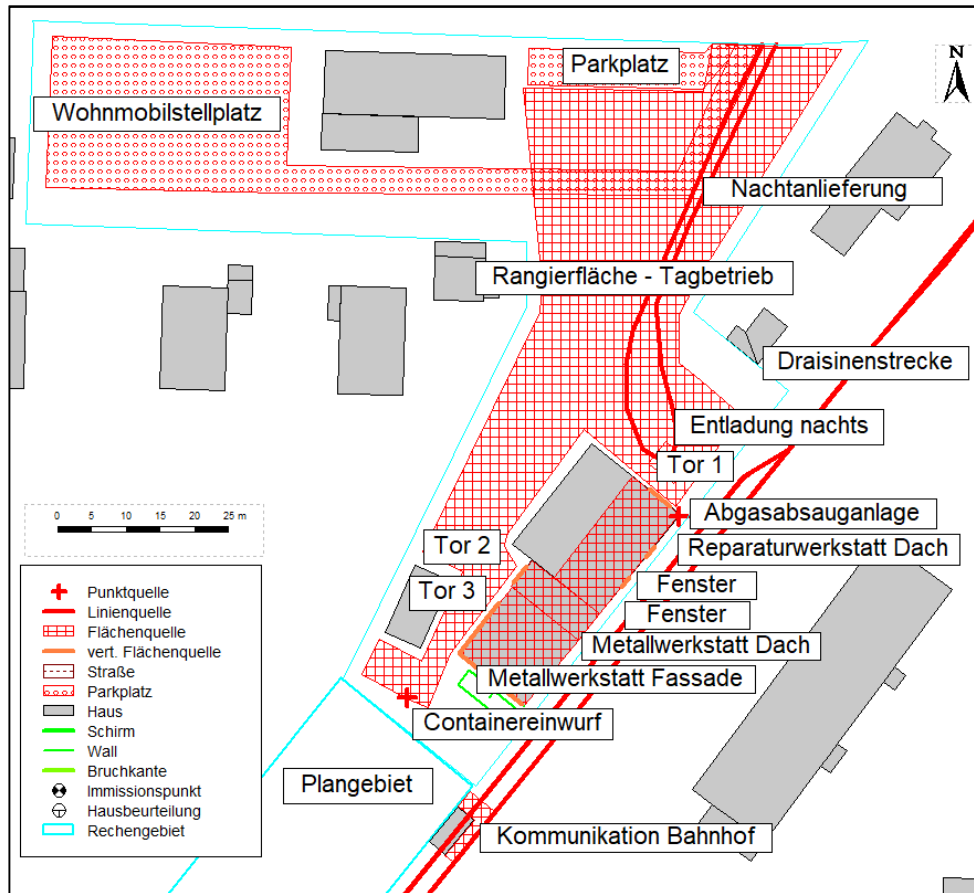 Parkplatz
N
Wohnmobilstellplatz
Nachtanlieferung
Rangierfläche - Tagbetrieb
Draisinenstrecke
Entladung nachts
Tor 1
Abgasabsauganlage
Tor 2
Reparaturwerkstatt Dach
Tor 3
Fenster
Fenster
Metallwerkstatt Dach
Metallwerkstatt Fassade
Containereinwurf
Plangebiet
Kommunikation Bahnhof
0 5 10 15 20 25 m
Punktquelle
Linienquelle
Flächenquelle
vert. Flächenquelle
Straße
Parkplatz
Haus
Schirm
Wall
Bruchkante
Immissionspunkt
Hausbeurteilung
Rechengebiet